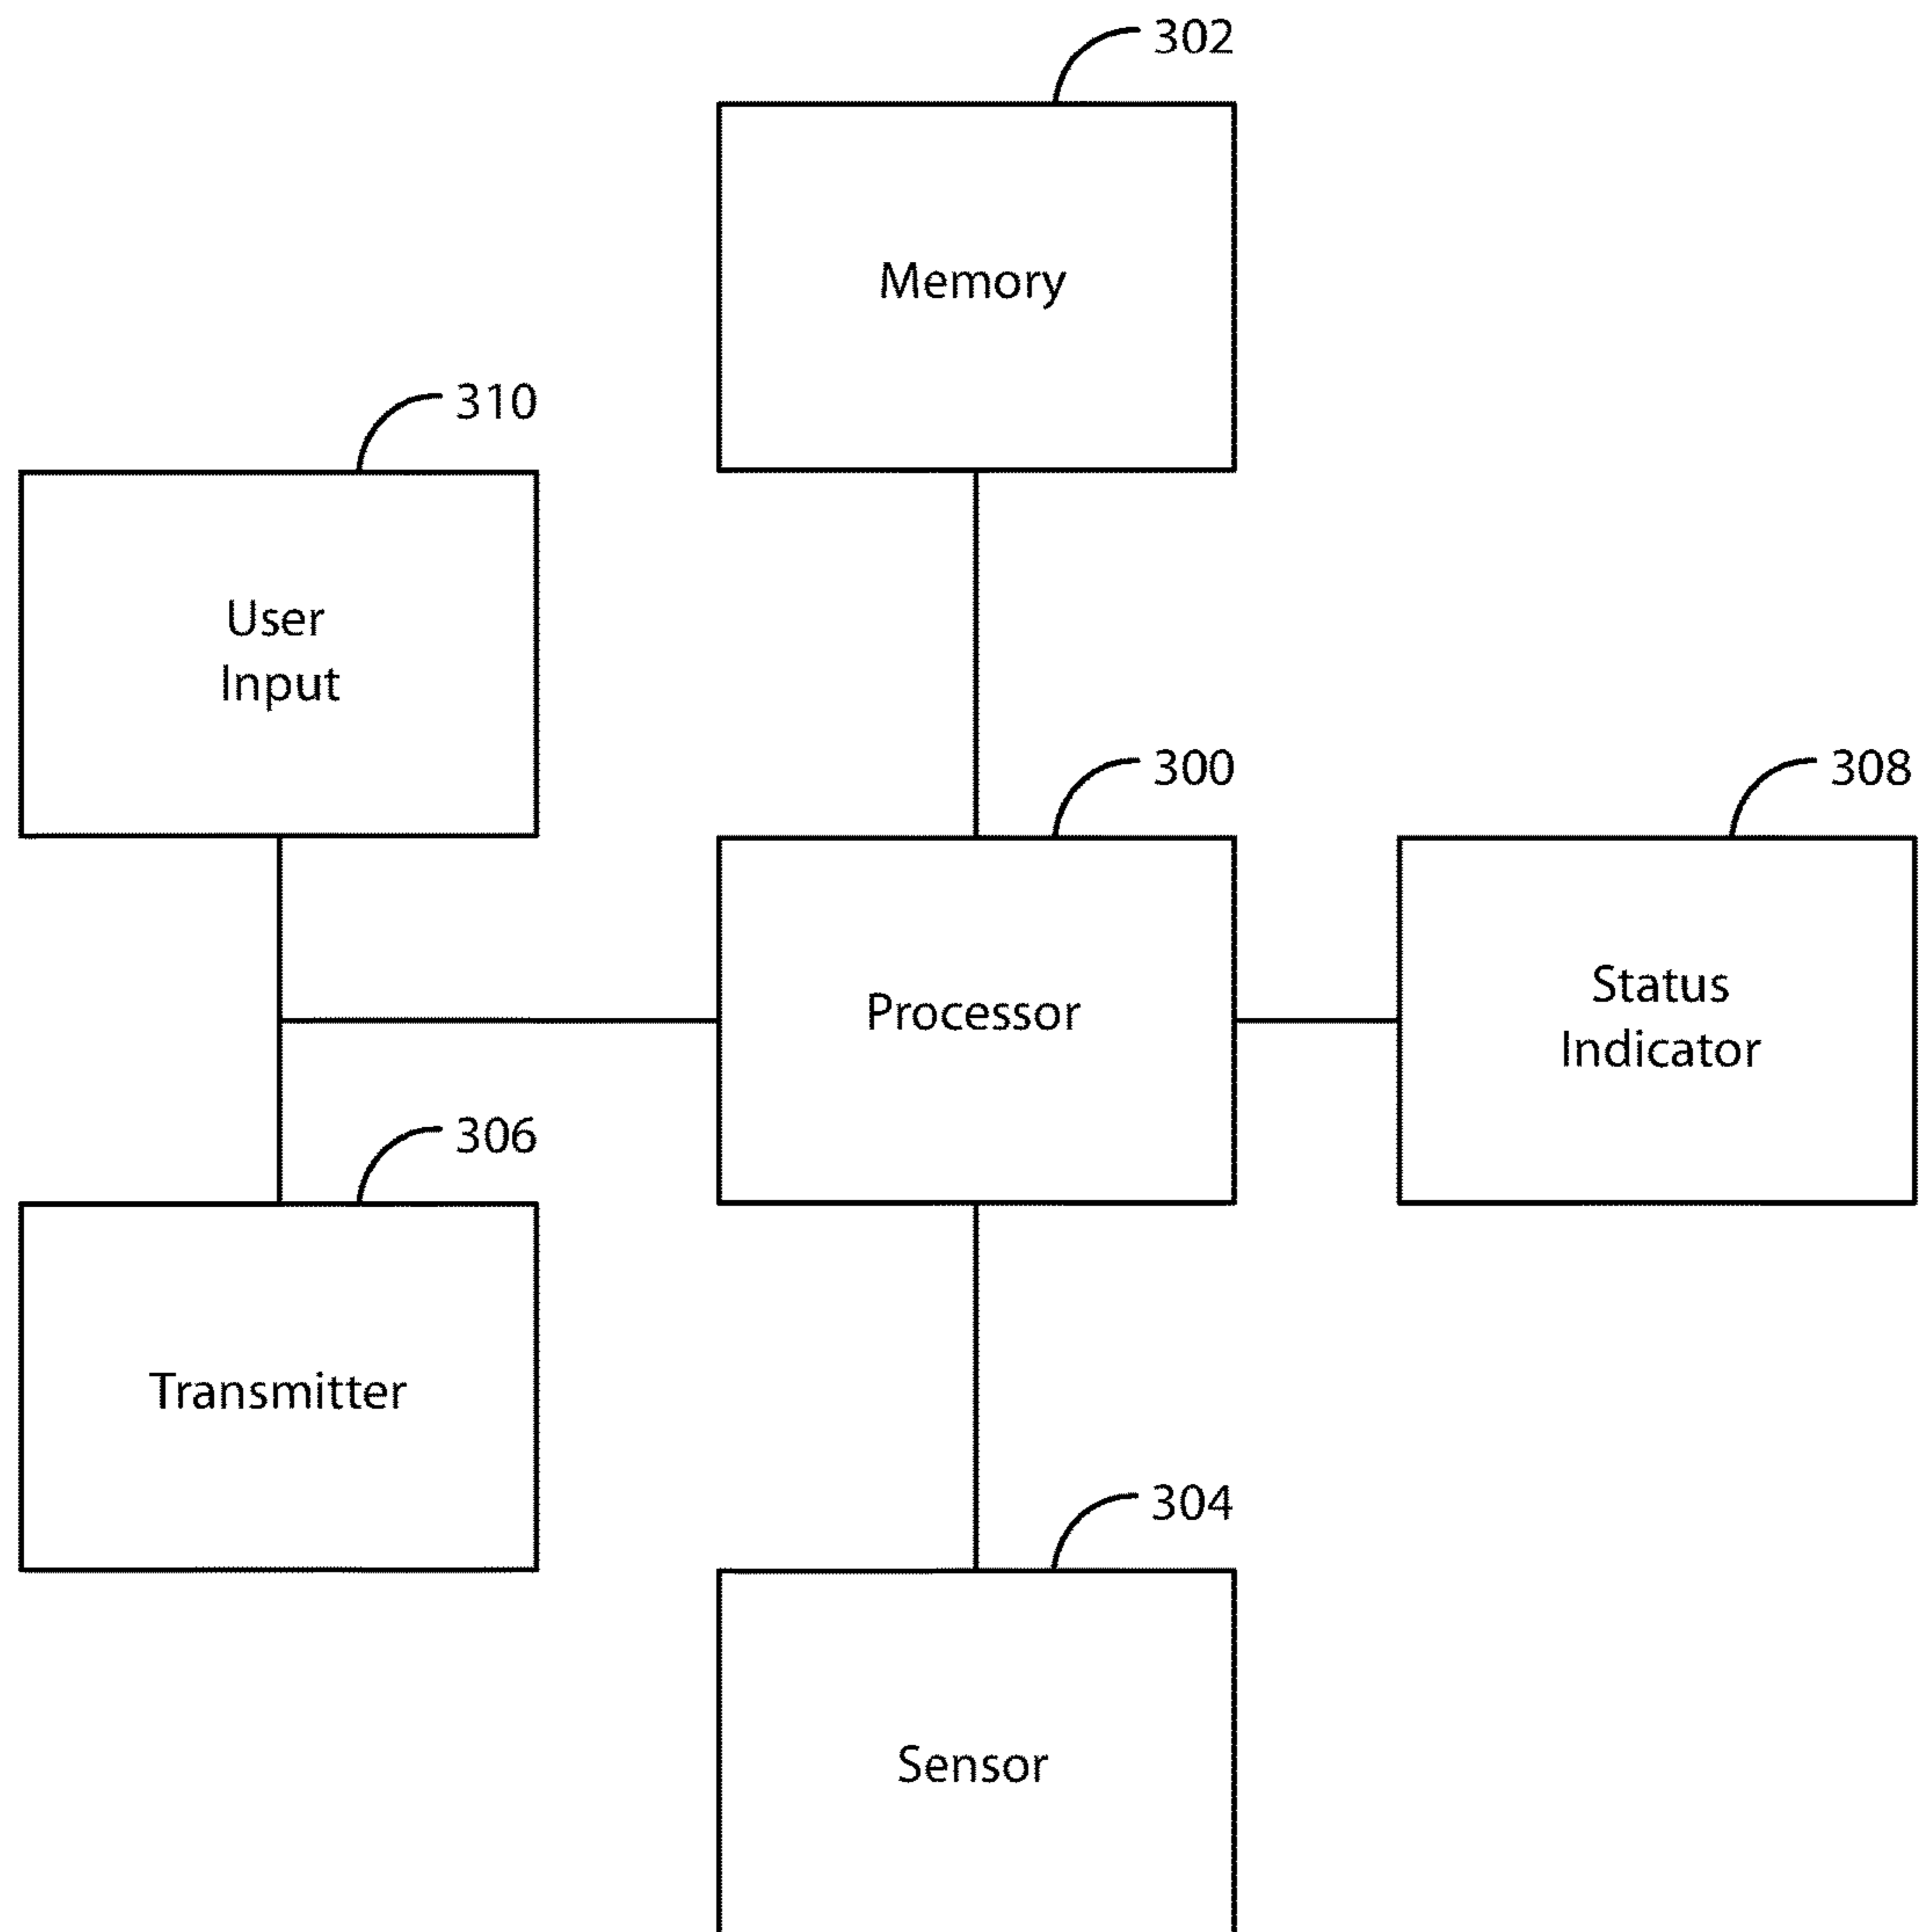 302
Memory
310
User
Input
300
308
Processor
Status
Indicator
306
Transmitter
304
Sensor